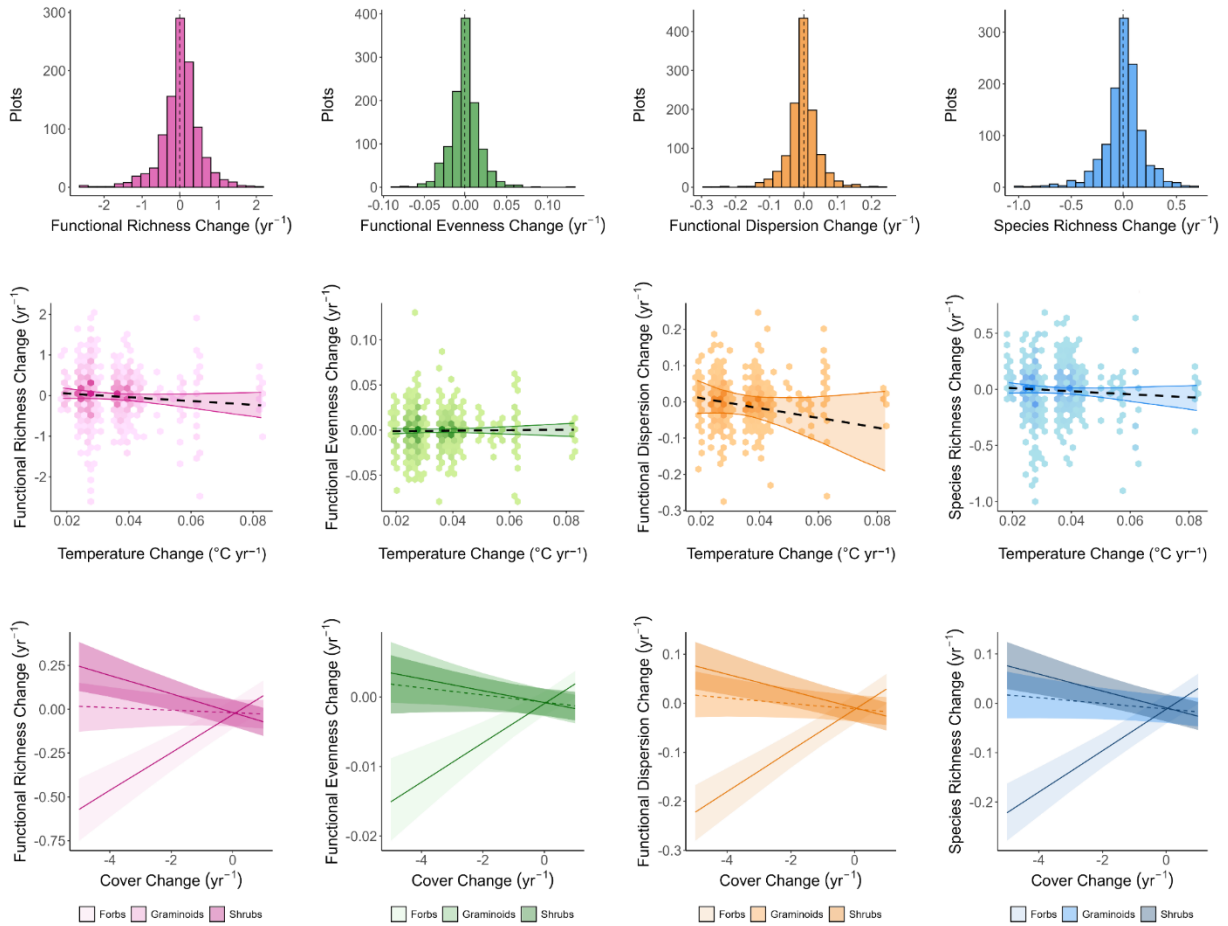 300
200
100
0
Plots
-2 -1 0 1 2
Functional Richness Change (yr⁻¹)
400
300
200
100
0
Plots
-0.10 -0.05 0.00 0.05 0.10
Functional Evenness Change (yr⁻¹)
400
300
200
100
0
Plots
-0.3 -0.2 -0.1 0.0 0.1 0.2
Functional Dispersion Change (yr⁻¹)
300
200
100
0
Plots
-1.0 -0.5 0.0 0.5
Species Richness Change (yr⁻¹)
Functional Richness Change (yr⁻¹)
2
1
0
-1
-2
0.02 0.04 0.06 0.08
Temperature Change (°C yr⁻¹)
Functional Evenness Change (yr⁻¹)
0.10
0.05
0.00
-0.05
0.02 0.04 0.06 0.08
Temperature Change (°C yr⁻¹)
Functional Dispersion Change (yr⁻¹)
0.2
0.1
0.0
-0.1
-0.2
-0.3
0.02 0.04 0.06 0.08
Temperature Change (°C yr⁻¹)
Species Richness Change (yr⁻¹)
0.5
0.0
-0.5
-1.0
0.02 0.04 0.06 0.08
Temperature Change (°C yr⁻¹)
Functional Richness Change (yr⁻¹)
0.25
0.00
-0.25
-0.50
-0.75
-4 -2 0
Cover Change (yr⁻¹)
Forbs Graminoids Shrubs
Functional Evenness Change (yr⁻¹)
0.00
-0.01
-0.02
-4 -2 0
Cover Change (yr⁻¹)
Forbs Graminoids Shrubs
Functional Dispersion Change (yr⁻¹)
0.1
0.0
-0.1
-0.2
-0.3
-4 -2 0
Cover Change (yr⁻¹)
Forbs Graminoids Shrubs
Species Richness Change (yr⁻¹)
0.1
0.0
-0.1
-0.2
-4 -2 0
Cover Change (yr⁻¹)
Forbs Graminoids Shrubs